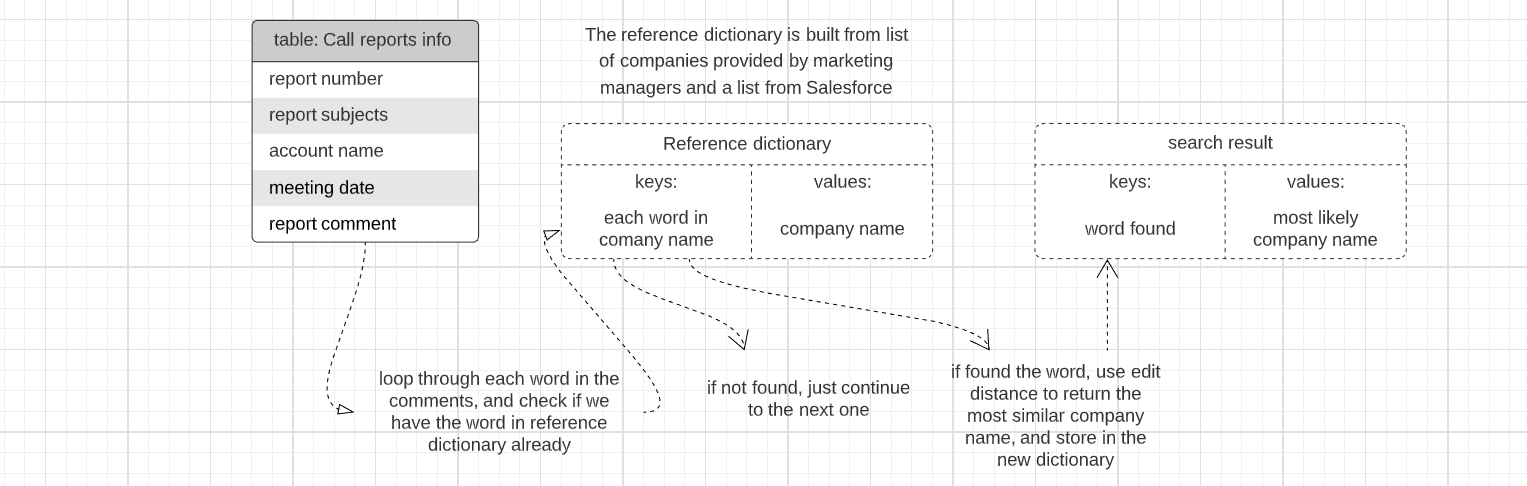 table: Call reports info
report number
report subjects
account name
meeting date
report comment
The reference dictionary is built from list
of companies provided by marketing
managers and a list from Salesforce
Reference dictionary
keys:
values:
each word in
comany name
company name
search result
keys:
values:
word found
most likely
company name
loop through each word in the
comments, and check if we
have the word in reference
dictionary already
if not found, just continue
to the next one
if found the word, use edit
distance to return the
most similar company
name, and store in the
new dictionary